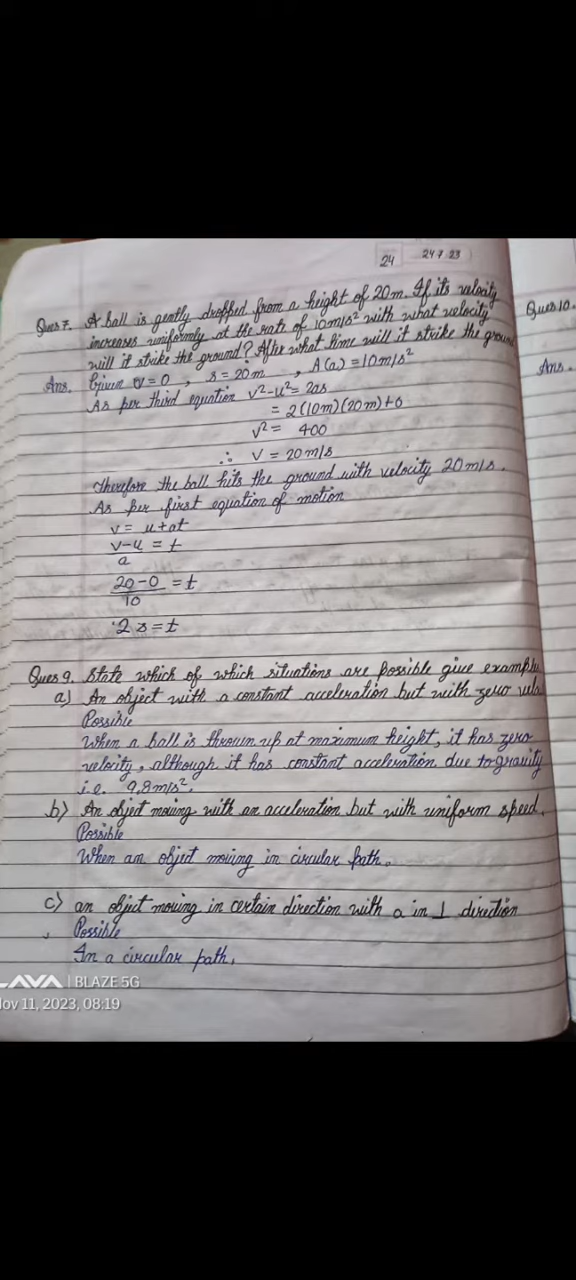 24 24 7 23
Ques 7. A ball is gently dropped from a height of 20m. If its velocity
increases uniformly at the rate of 10m/s² with what velocity
will it strike the ground? After what time will it strike the ground
Ans. Given U=0 , s = 20m , A(a) = 10m/s²
As per third equation v²-u² = 2as
= 2(10m)(20m)+0
v² = 400
∴ V = 20m/s
Therefore the ball hits the ground with velocity 20m/s.
As per first equation of motion
v = u+at
v-u = t
a
20-0 = t
10
2 s = t
Ques 9. State which of which situations are possible give example
a) An object with a constant acceleration but with zero velo
Possible
When a ball is thrown up at maximum height, it has zero
velocity, although it has constant acceleration due to gravity
i.e. 9,8m/s².
b) An objed moving with an acceleration but with uniform speed.
Possible
When an object moving in circular path.
c) an object moving in certain direction with a in ⊥ direction
Possible
In a circular path.
Ques 10.
Ans.
LAVA | BLAZE 5G
Nov 11, 2023, 08:19